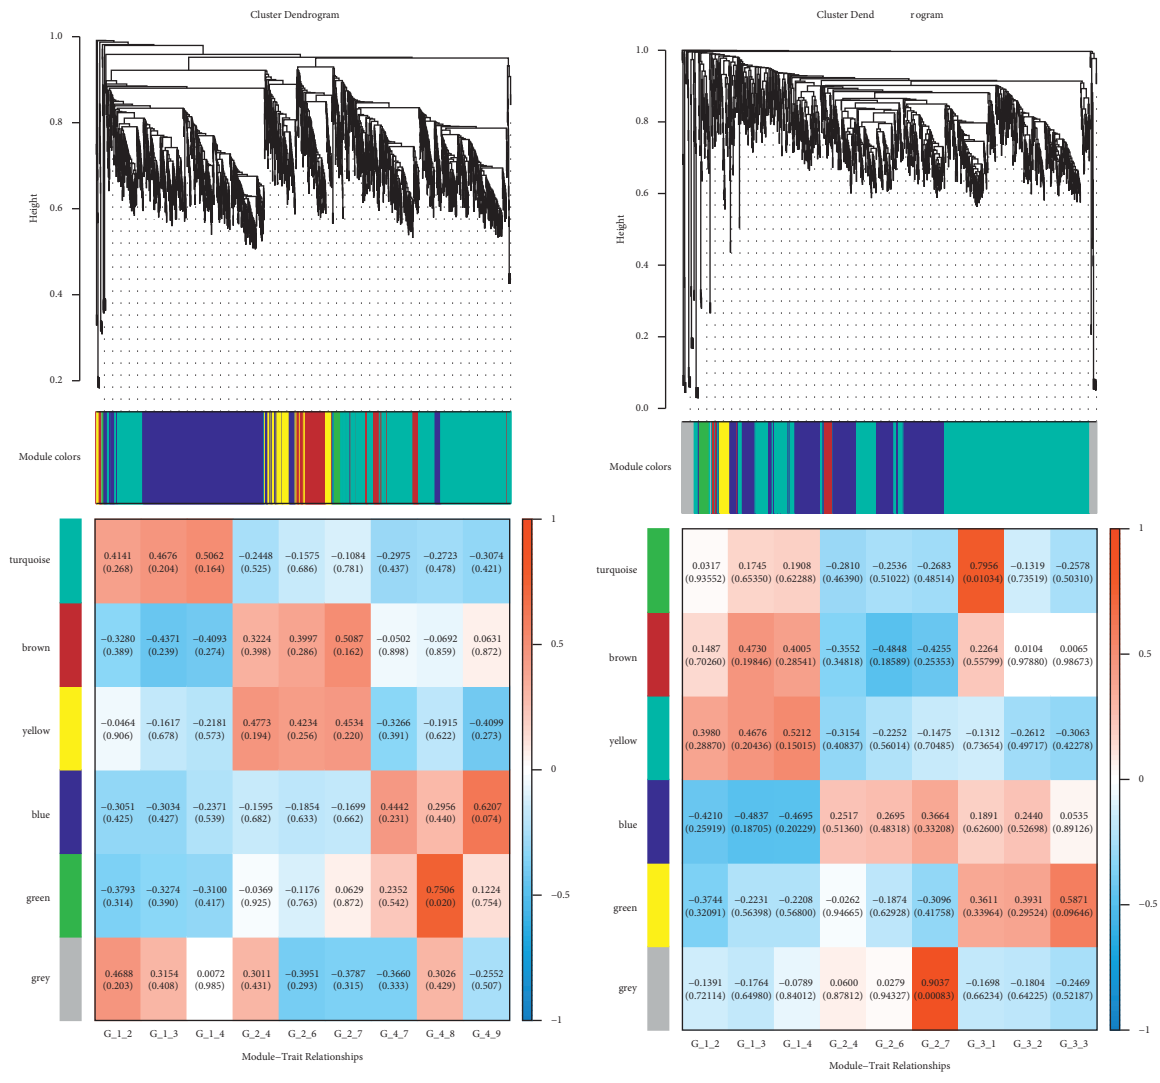 Cluster Dendrogram
1.0
0.8
0.6
0.4
0.2
Height
Module colors
turquoise
brown
yellow
blue
green
grey
0.4141 0.4676 0.5062 −0.2448 −0.1575 −0.1084 −0.2975 −0.2723 −0.3074
(0.268) (0.204) (0.164) (0.525) (0.686) (0.781) (0.437) (0.478) (0.421)
−0.3280 −0.4371 −0.4093 0.3224 0.3997 0.5087 −0.0502 −0.0692 0.0631
(0.389) (0.239) (0.274) (0.398) (0.286) (0.162) (0.898) (0.859) (0.872)
−0.0464 −0.1617 −0.2181 0.4773 0.4234 0.4534 −0.3266 −0.1915 −0.4099
(0.906) (0.678) (0.573) (0.194) (0.256) (0.220) (0.391) (0.622) (0.273)
−0.3051 −0.3034 −0.2371 −0.1595 −0.1854 −0.1699 0.4442 0.2956 0.6207
(0.425) (0.427) (0.539) (0.682) (0.633) (0.662) (0.231) (0.440) (0.074)
−0.3793 −0.3274 −0.3100 −0.0369 −0.1176 0.0629 0.2352 0.7506 0.1224
(0.314) (0.390) (0.417) (0.925) (0.763) (0.872) (0.542) (0.020) (0.754)
0.4688 0.3154 0.0072 0.3011 −0.3951 −0.3787 −0.3660 0.3026 −0.2552
(0.203) (0.408) (0.985) (0.431) (0.293) (0.315) (0.333) (0.429) (0.507)
G_1_2 G_1_3 G_1_4 G_2_4 G_2_6 G_2_7 G_4_7 G_4_8 G_4_9
Module−Trait Relationships
1
0.5
0
−0.5
−1
Cluster Dend rogram
1.0
0.8
0.6
0.4
0.2
0.0
Height
Module colors
turquoise
brown
yellow
blue
green
grey
0.0317 0.1745 0.1908 −0.2810 −0.2536 −0.2683 0.7956 −0.1319 −0.2578
(0.93552) (0.65350) (0.62288) (0.46390) (0.51022) (0.48514) (0.01034) (0.73519) (0.50310)
0.1487 0.4730 0.4005 −0.3552 −0.4848 −0.4255 0.2264 0.0104 0.0065
(0.70260) (0.19846) (0.28541) (0.34818) (0.18589) (0.25353) (0.55799) (0.97880) (0.98673)
0.3980 0.4676 0.5212 −0.3154 −0.2252 −0.1475 −0.1312 −0.2612 −0.3063
(0.28870) (0.20436) (0.15015) (0.40837) (0.56014) (0.70485) (0.73654) (0.49717) (0.42278)
−0.4210 −0.4837 −0.4695 0.2517 0.2695 0.3664 0.1891 0.2440 0.0535
(0.25919) (0.18705) (0.20229) (0.51360) (0.48318) (0.33208) (0.62600) (0.52698) (0.89126)
−0.3744 −0.2231 −0.2208 −0.0262 −0.1874 −0.3096 0.3611 0.3931 0.5871
(0.32091) (0.56398) (0.56800) (0.94665) (0.62928) (0.41758) (0.33964) (0.29524) (0.09646)
−0.1391 −0.1764 −0.0789 0.0600 0.0279 0.9037 −0.1698 −0.1804 −0.2469
(0.72114) (0.64980) (0.84012) (0.87812) (0.94327) (0.00083) (0.66234) (0.64225) (0.52187)
G_1_2 G_1_3 G_1_4 G_2_4 G_2_6 G_2_7 G_3_1 G_3_2 G_3_3
Module−Trait Relationships
1
0.5
0
−0.5
−1